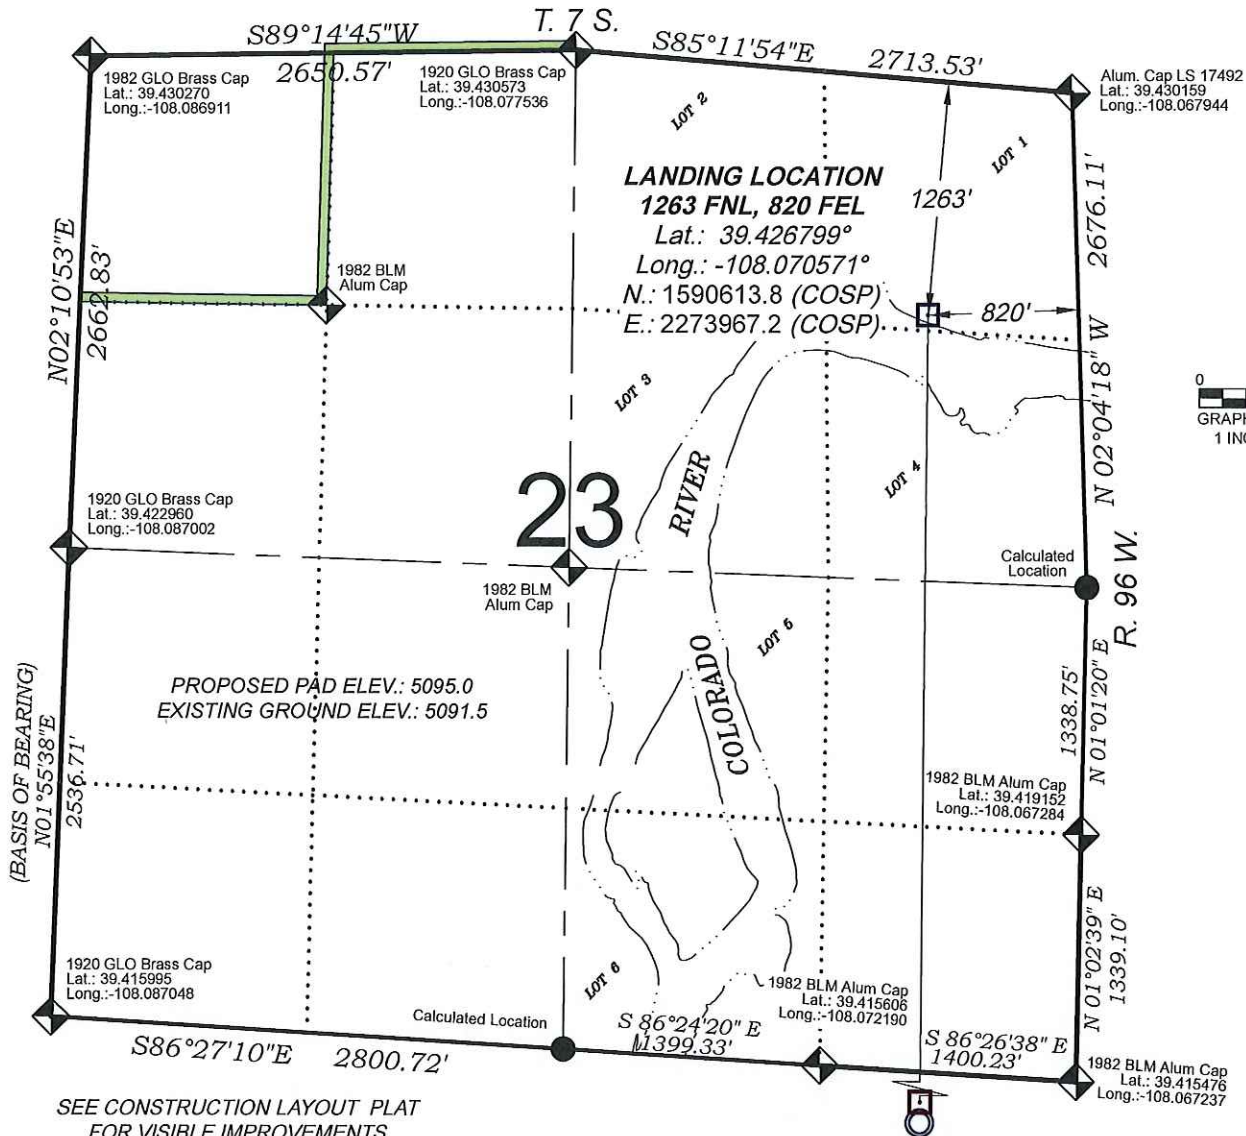 T. 7 S.
S89°14'45"W
2650.57'
S85°11'54"E
2713.53'
1982 GLO Brass Cap
Lat.: 39.430270
Long.:-108.086911
1920 GLO Brass Cap
Lat.: 39.430573
Long.:-108.077536
Alum. Cap LS 17492
Lat.: 39.430159
Long.:-108.067944
LOT 2
LOT 1
LANDING LOCATION
1263 FNL, 820 FEL
Lat.: 39.426799°
Long.: -108.070571°
N.: 1590613.8 (COSP)
E.: 2273967.2 (COSP)
1263'
820'
2676.11'
N 02°04'18" W
N02°10'53"E
2662.83'
1982 BLM
Alum Cap
LOT 3
LOT 4
0
GRAPH
1 INC
RIVER
23
1920 GLO Brass Cap
Lat.: 39.422960
Long.:-108.087002
1982 BLM
Alum Cap
Calculated
Location
R. 96 W.
LOT 5
COLORADO
PROPOSED PAD ELEV.: 5095.0
EXISTING GROUND ELEV.: 5091.5
(BASIS OF BEARING)
N01°55'38"E
2536.71'
1338.75'
N 01°01'20" E
1982 BLM Alum Cap
Lat.: 39.419152
Long.:-108.067284
N 01°02'39" E
1339.10'
1920 GLO Brass Cap
Lat.: 39.415995
Long.:-108.087048
LOT 6
1982 BLM Alum Cap
Lat.: 39.415606
Long.:-108.072190
Calculated Location
S86°27'10"E
2800.72'
S 86°24'20" E
1399.33'
S 86°26'38" E
1400.23'
1982 BLM Alum Cap
Lat.: 39.415476
Long.:-108.067237
SEE CONSTRUCTION LAYOUT PLAT
FOR VISIBLE IMPROVEMENTS